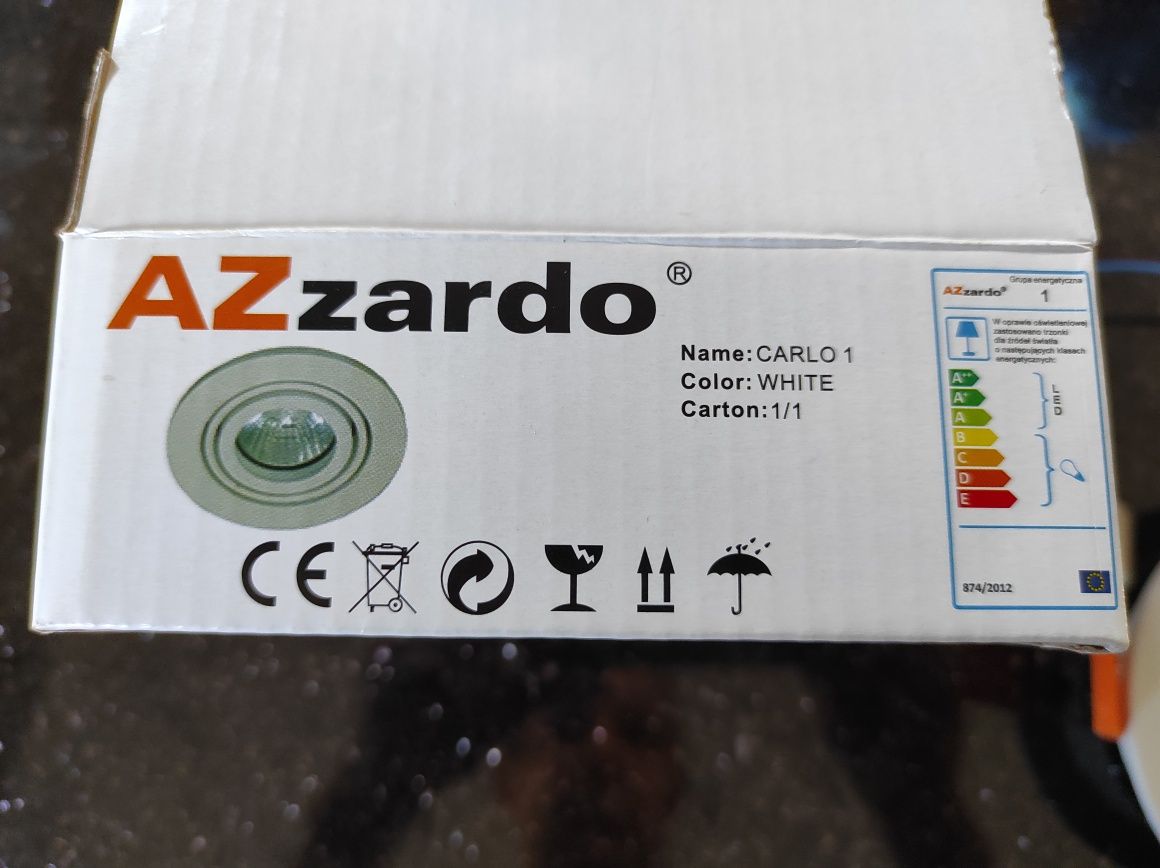 AZzardo®
Name: CARLO 1
Color: WHITE
Carton: 1/1
CE
Grupa energetyczna
AZzardo® 1
W oprawie oświetleniowej
zastosowano trzonki
dla źródeł światła
o następujących klasach
energetycznych:
A++
A+
A
B
C
D
E
LED
874/2012